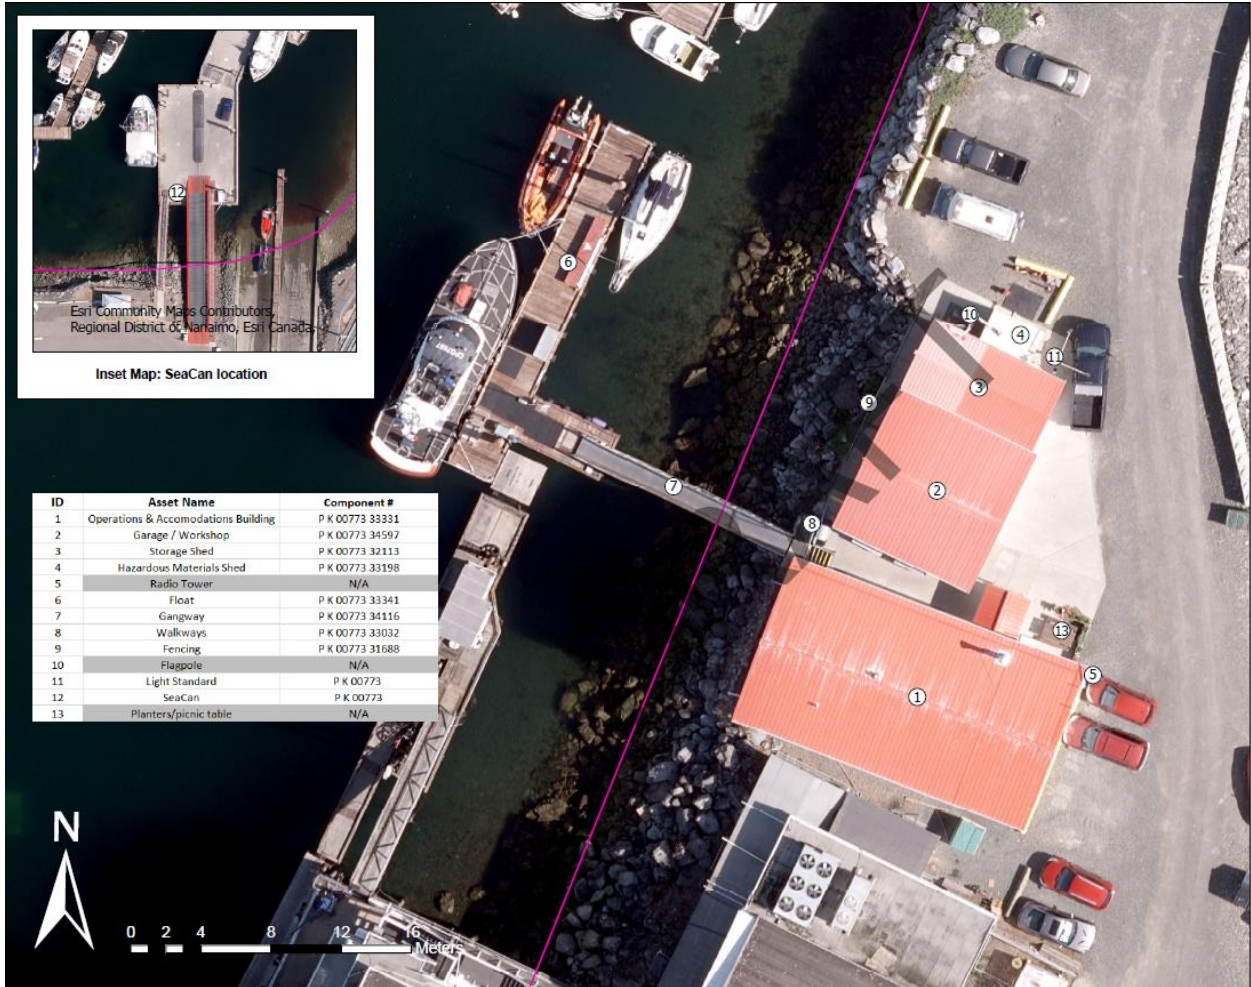 Esri Community Maps Contributors,
Regional District of Nanaimo, Esri Canada,
Inset Map: SeaCan location
12
ID Asset Name Component #
1 Operations & Accomodations Building P K 00773 33331
2 Garage / Workshop P K 00773 34597
3 Storage Shed P K 00773 32113
4 Hazardous Materials Shed P K 00773 33198
5 Radio Tower N/A
6 Float P K 00773 33341
7 Gangway P K 00773 34116
8 Walkways P K 00773 33032
9 Fencing P K 00773 31688
10 Flagpole N/A
11 Light Standard P K 00773
12 SeaCan P K 00773
13 Planters/picnic table N/A
6
10
4
11
3
9
2
7
8
13
5
1
N
0 2 4 8 12 16
Meters